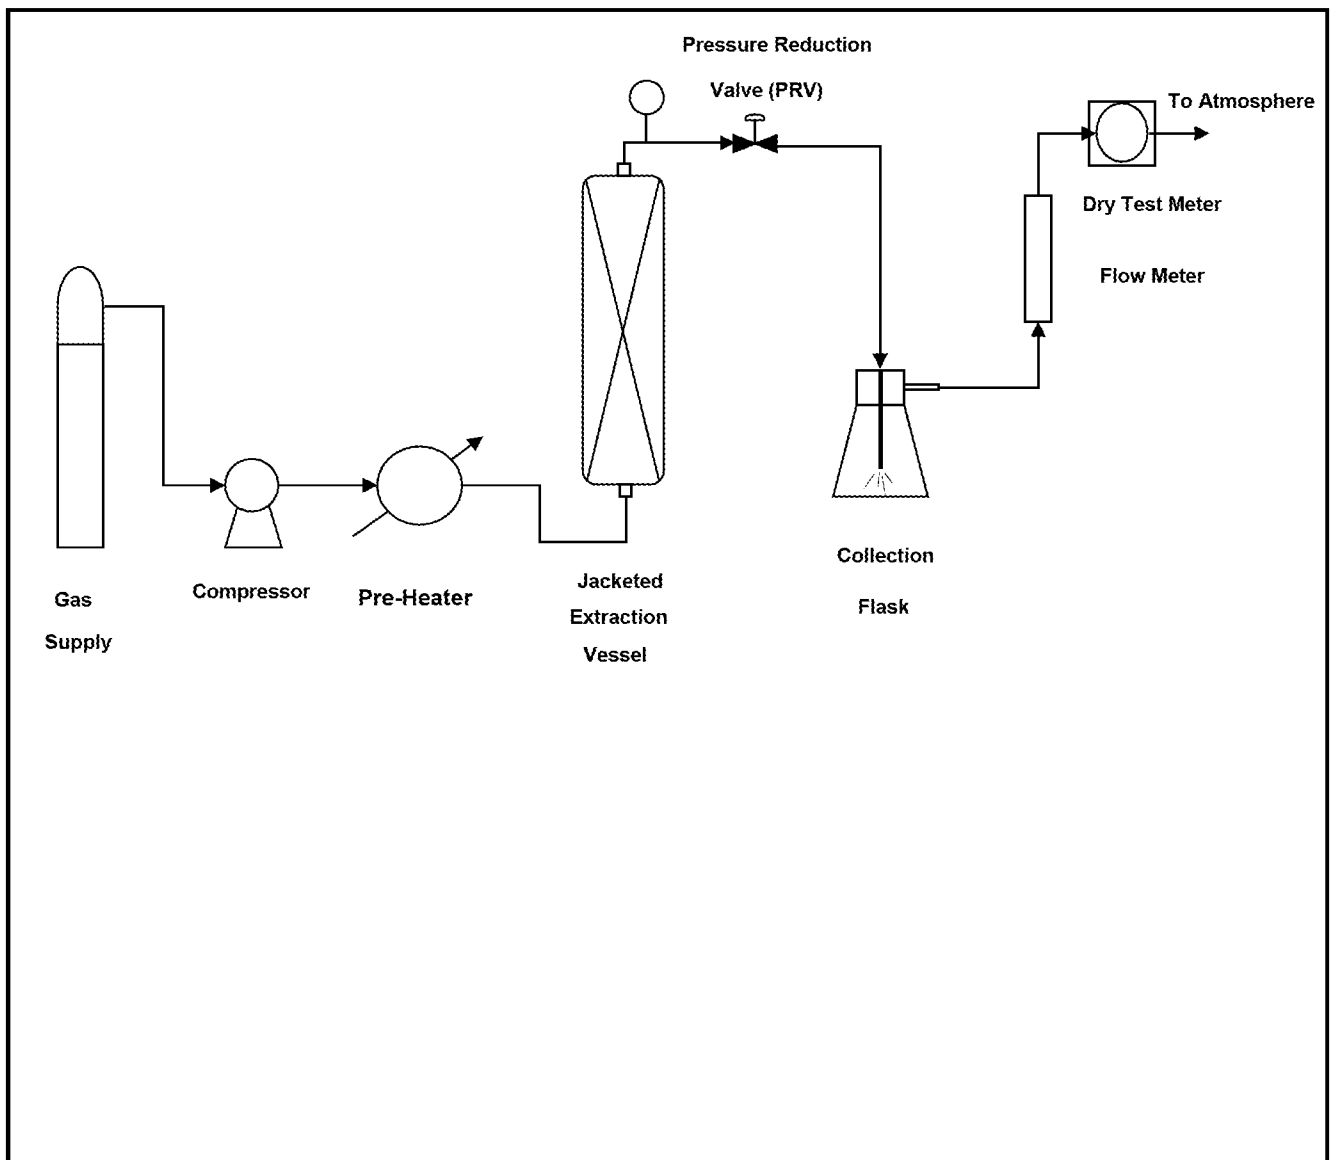 Pressure Reduction
Valve (PRV)
To Atmosphere
Dry Test Meter
Flow Meter
Gas
Supply
Compressor
Pre-Heater
Jacketed
Extraction
Vessel
Collection
Flask